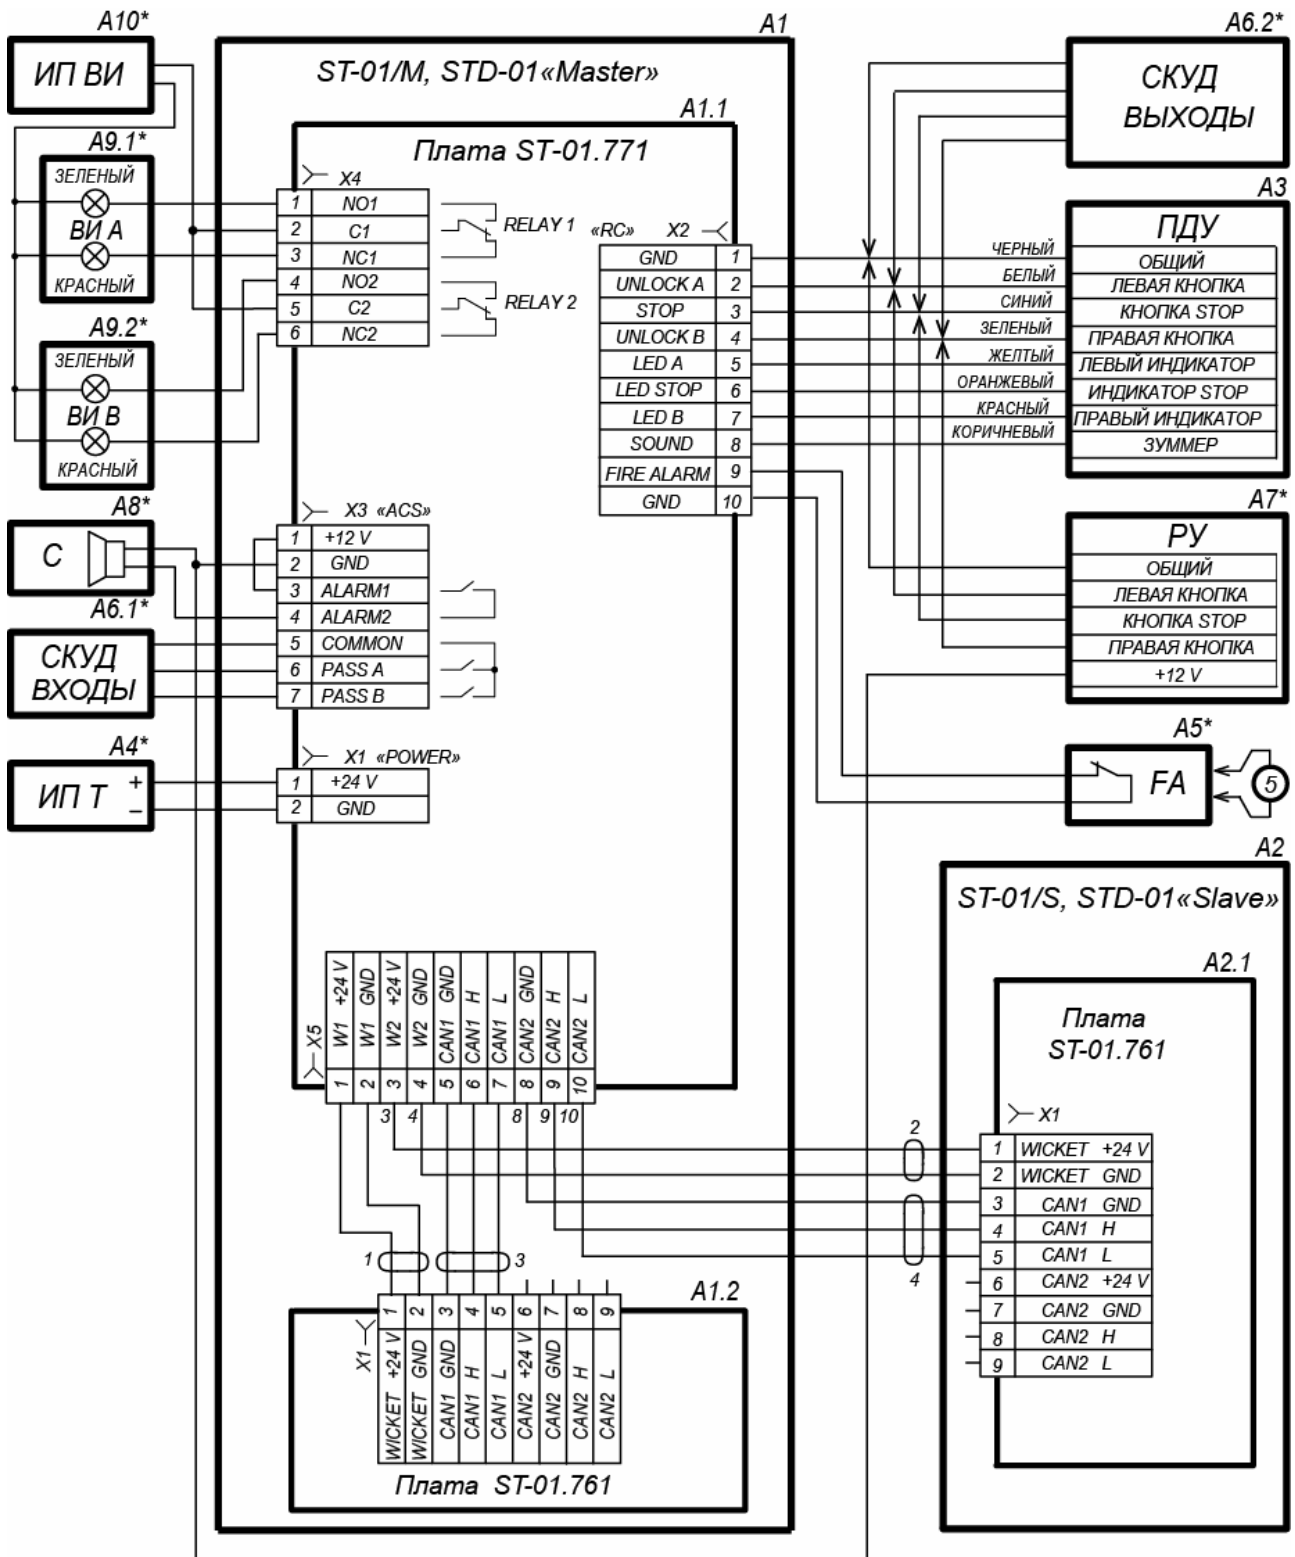 A10*
ИП ВИ
A9.1*
ЗЕЛЕНЫЙ
ВИ А
КРАСНЫЙ
A9.2*
ЗЕЛЕНЫЙ
ВИ В
КРАСНЫЙ
A8*
С
A6.1*
СКУД
ВХОДЫ
A4*
ИП Т
+
–
A1
ST-01/M, STD-01«Master»
A1.1
Плата ST-01.771
X4
1 NO1
2 C1
3 NC1
4 NO2
5 C2
6 NC2
RELAY 1
RELAY 2
X3 «ACS»
1 +12 V
2 GND
3 ALARM1
4 ALARM2
5 COMMON
6 PASS A
7 PASS B
X1 «POWER»
1 +24 V
2 GND
«RC» X2
GND 1
UNLOCK A 2
STOP 3
UNLOCK B 4
LED A 5
LED STOP 6
LED B 7
SOUND 8
FIRE ALARM 9
GND 10
ЧЕРНЫЙ
БЕЛЫЙ
СИНИЙ
ЗЕЛЕНЫЙ
ЖЕЛТЫЙ
ОРАНЖЕВЫЙ
КРАСНЫЙ
КОРИЧНЕВЫЙ
A6.2*
СКУД
ВЫХОДЫ
A3
ПДУ
ОБЩИЙ
ЛЕВАЯ КНОПКА
КНОПКА STOP
ПРАВАЯ КНОПКА
ЛЕВЫЙ ИНДИКАТОР
ИНДИКАТОР STOP
ПРАВЫЙ ИНДИКАТОР
ЗУММЕР
A7*
РУ
ОБЩИЙ
ЛЕВАЯ КНОПКА
КНОПКА STOP
ПРАВАЯ КНОПКА
+12 V
A5*
FA
5
X5
1 W1 +24 V
2 W1 GND
3 W2 +24 V
4 W2 GND
5 CAN1 GND
6 CAN1 H
7 CAN1 L
8 CAN2 GND
9 CAN2 H
10 CAN2 L
3 4 8 9 10
1
3
2
4
A1.2
X1
1 WICKET +24 V
2 WICKET GND
3 CAN1 GND
4 CAN1 H
5 CAN1 L
6 CAN2 +24 V
7 CAN2 GND
8 CAN2 H
9 CAN2 L
Плата ST-01.761
A2
ST-01/S, STD-01«Slave»
A2.1
Плата
ST-01.761
X1
1 WICKET +24 V
2 WICKET GND
3 CAN1 GND
4 CAN1 H
5 CAN1 L
6 CAN2 +24 V
7 CAN2 GND
8 CAN2 H
9 CAN2 L